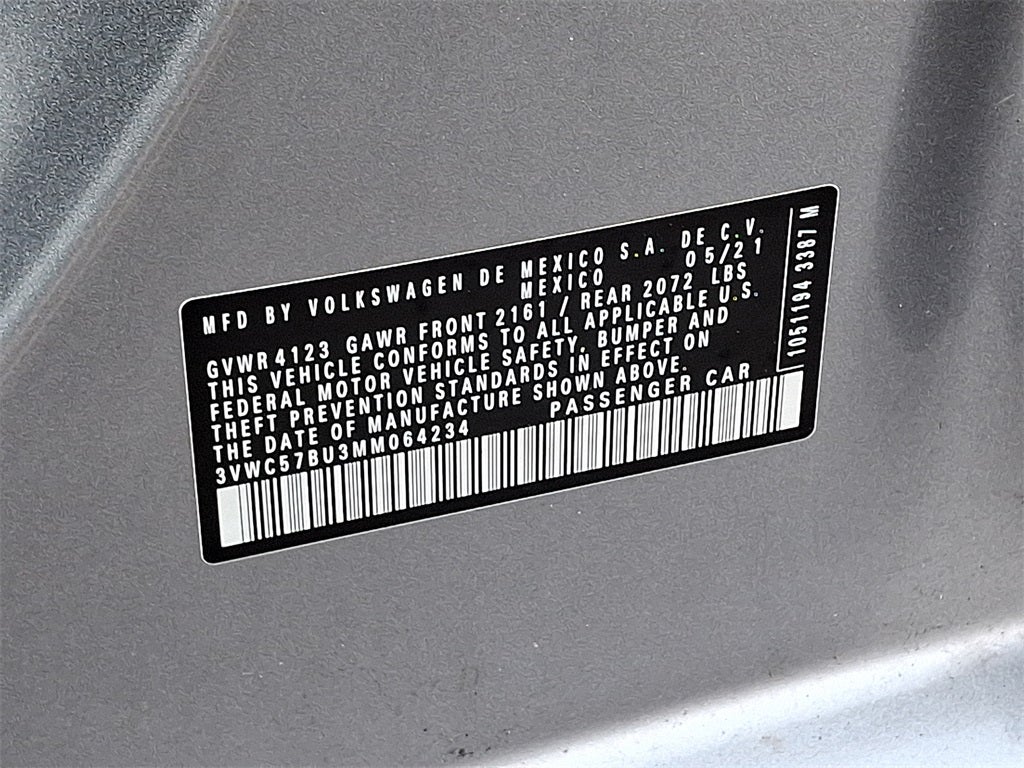 MFD BY VOLKSWAGEN DE MEXICO S.A. DE C.V.
MEXICO 05/21
GVWR 4123 GAWR FRONT 2161 / REAR 2072 LBS
THIS VEHICLE CONFORMS TO ALL APPLICABLE U.S.
FEDERAL MOTOR VEHICLE SAFETY, BUMPER AND
THEFT PREVENTION STANDARDS IN EFFECT ON
THE DATE OF MANUFACTURE SHOWN ABOVE.
3VWC57BU3MM064234 PASSENGER CAR
1051194 3387 M